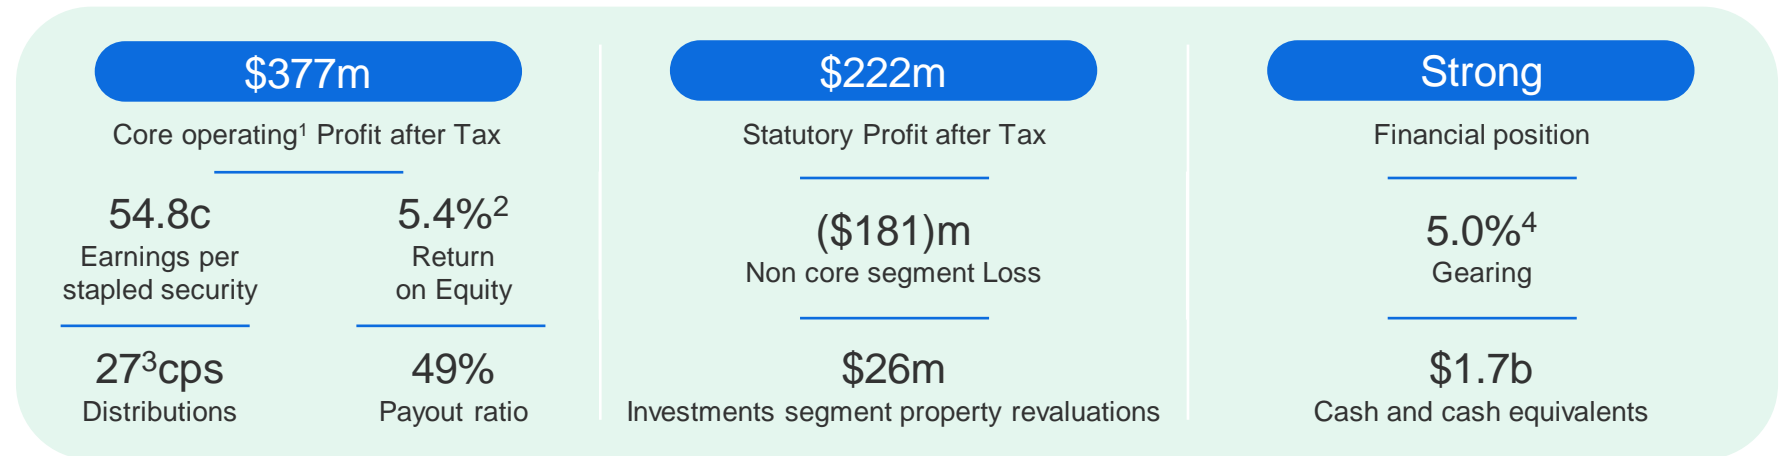 $377m
Core operating¹ Profit after Tax
54.8c
Earnings per
stapled security
5.4%²
Return
on Equity
27³cps
Distributions
49%
Payout ratio
$222m
Statutory Profit after Tax
($181)m
Non core segment Loss
$26m
Investments segment property revaluations
Strong
Financial position
5.0%⁴
Gearing
$1.7b
Cash and cash equivalents